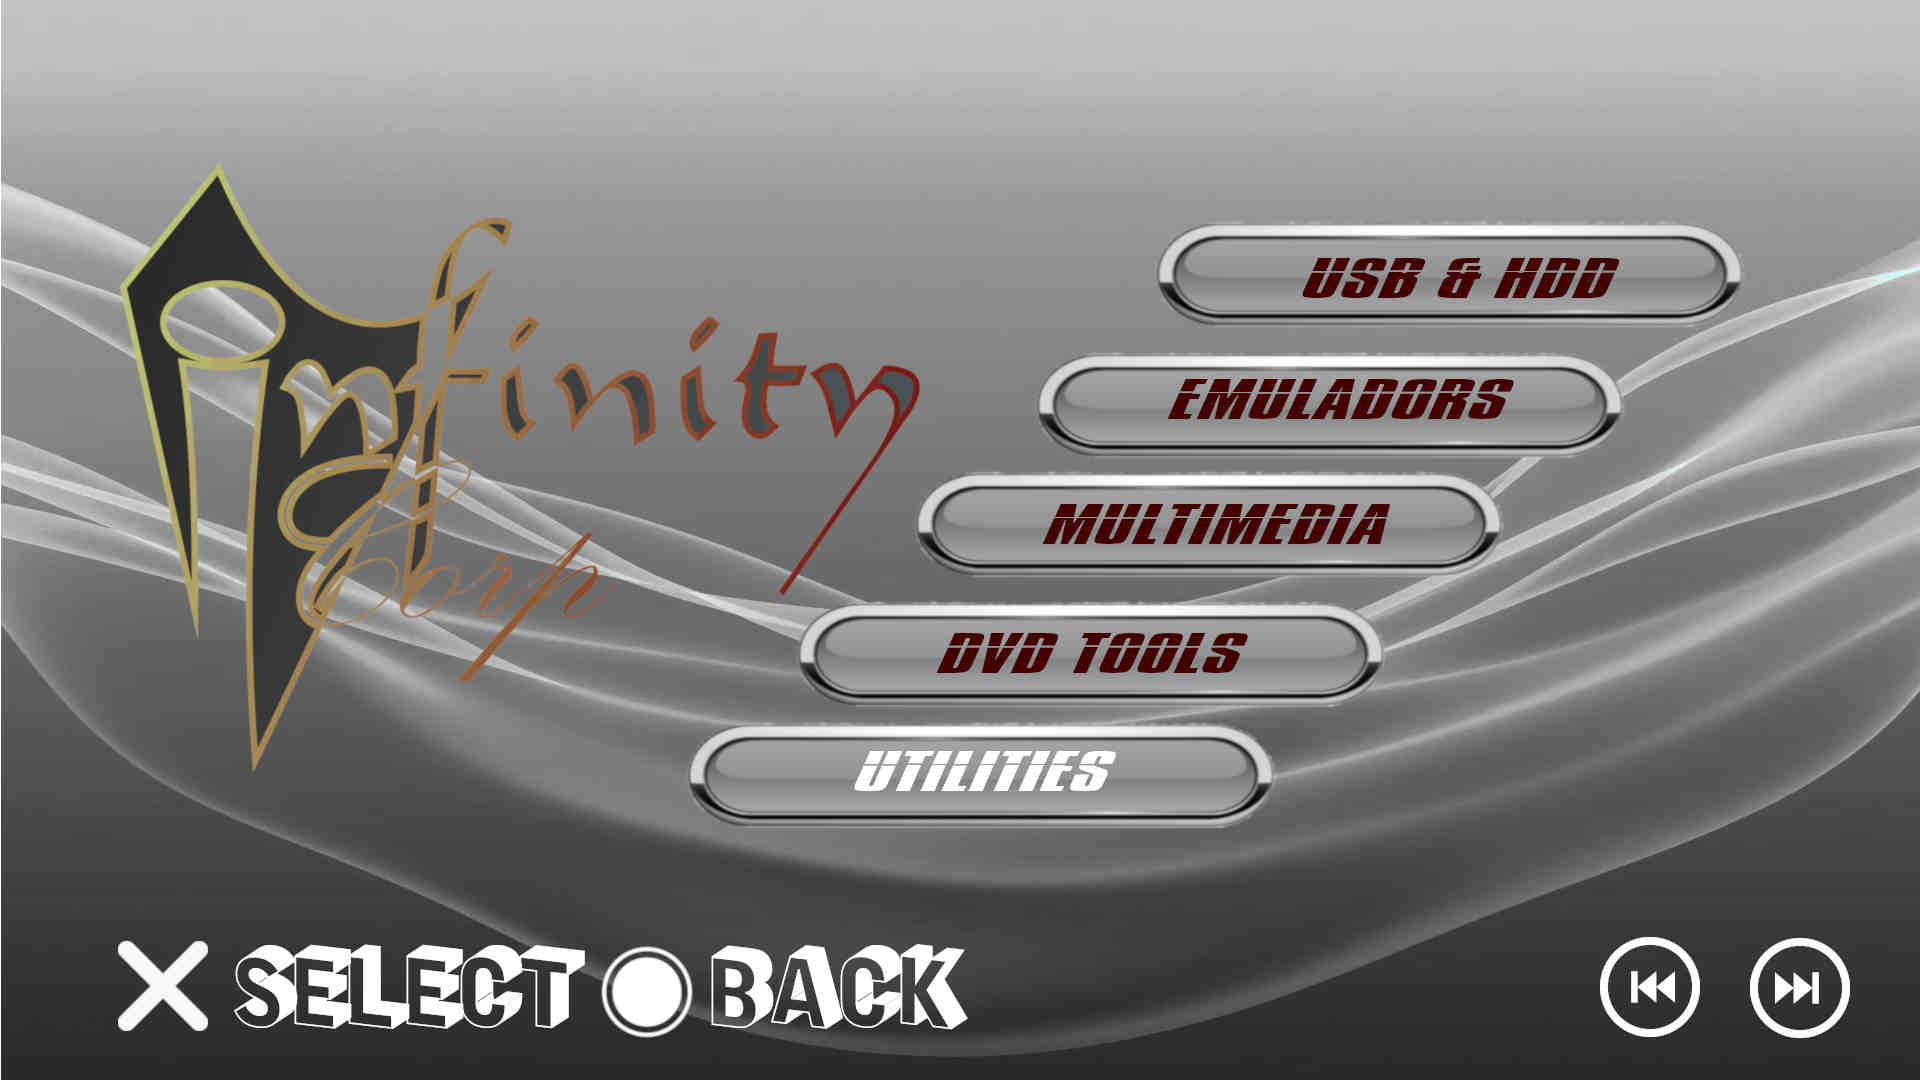 infinity
Corp
USB & HDD
EMULADORS
MULTIMEDIA
DVD TOOLS
UTILITIES
SELECT BACK